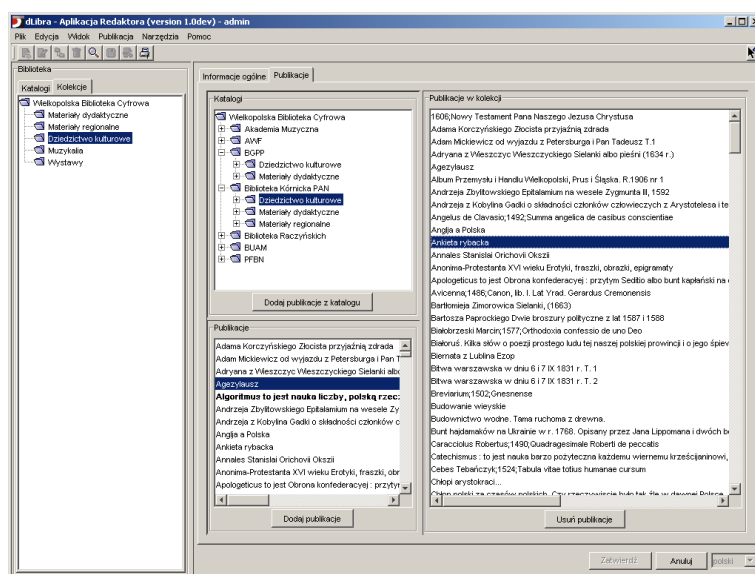 dLibra - Aplikacja Redaktora (version 1.0dev) - admin
Plik Edycja Widok Publikacja Narzędzia Pomoc
Biblioteka
Katalogi Kolekcje
Wielkopolska Biblioteka Cyfrowa
Materiały dydaktyczne
Materiały regionalne
Dziedzictwo kulturowe
Muzykalia
Wystawy
Informacje ogólne Publikacje
Katalogi
Wielkopolska Biblioteka Cyfrowa
Akademia Muzyczna
AWF
BGPP
Dziedzictwo kulturowe
Materiały dydaktyczne
Biblioteka Kórnicka PAN
Dziedzictwo kulturowe
Materiały dydaktyczne
Materiały regionalne
Biblioteka Raczyńskich
BUAM
PFBN
Dodaj publikacje z katalogu
Publikacje
Adama Korczyńskiego Złocista przyjaźnią zdrada
Adam Mickiewicz od wyjazdu z Petersburga i Pan T
Adryana z Wieszczyc Wieszczyckiego Sielanki albo
Agezylausz
Algoritmus to jest nauka liczby, polską rzecz
Andrzeja Zbylitowskiego Epitalamium na wesele Zy
Andrzeja z Kobylina Gadki o składności członków c
Anglja a Polska
Ankieta rybacka
Annales Stanislai Orichovii Okszii
Anonima-Protestanta XVI wieku Erotyki, fraszki, obr
Apologeticus to jest Obrona konfederacyej : przytyr
Dodaj publikacje
Publikacje w kolekcji
1606;Nowy Testament Pana Naszego Jezusa Chrystusa
Adama Korczyńskiego Złocista przyjaźnią zdrada
Adam Mickiewicz od wyjazdu z Petersburga i Pan Tadeusz T.1
Adryana z Wieszczyc Wieszczyckiego Sielanki albo pieśni (1634 r.)
Agezylausz
Album Przemysłu i Handlu Wielkopolski, Prus i Śląska. R.1906 nr 1
Andrzeja Zbylitowskiego Epitalamium na wesele Zygmunta III, 1592
Andrzeja z Kobylina Gadki o składności członków człowieczych z Arystotelesa i te
Angelus de Clavasio;1492;Summa angelica de casibus conscientiae
Anglja a Polska
Ankieta rybacka
Annales Stanislai Orichovii Okszii
Anonima-Protestanta XVI wieku Erotyki, fraszki, obrazki, epigramaty
Apologeticus to jest Obrona konfederacyej : przytym Seditio albo bunt kapłański na
Avicenna;1486;Canon, lib. I. Lat Yrad. Gerardus Cremonensis
Bartłomieja Zimorowica Sielanki, (1663)
Bartosza Paprockiego Dwie broszury polityczne z lat 1587 i 1588
Białobrzeski Marcin;1577;Orthodoxia confessio de uno Deo
Białoruś. Kilka słów o poezji prostego ludu tej naszej polskiej prowincji i o jego śpiew
Biernata z Lublina Ezop
Bitwa warszawska w dniu 6 i 7 IX 1831 r. T. 1
Bitwa warszawska w dniu 6 i 7 IX 1831 r. T. 2
Breviarium;1502;Gnesnense
Budowanie wieyskie
Budownictwo wodne. Tama ruchoma z drewna.
Bunt hajdamaków na Ukrainie w r. 1768. Opisany przez Jana Lippomana i dwóch b
Caracciolus Robertus;1490;Quadragesimale Roberti de peccatis
Catechismus : to jest nauka barzo pożyteczna każdemu wiernemu krześcijaninowi,
Cebes Tebańczyk;1524;Tabula vitae totius humanae cursum
Chłopi arystokraci...
Chłop polski za czasów polskich. Czy rzeczywiście było tak źle w dawnej Polsce
Usuń publikacje
Zatwierdź Anuluj polski